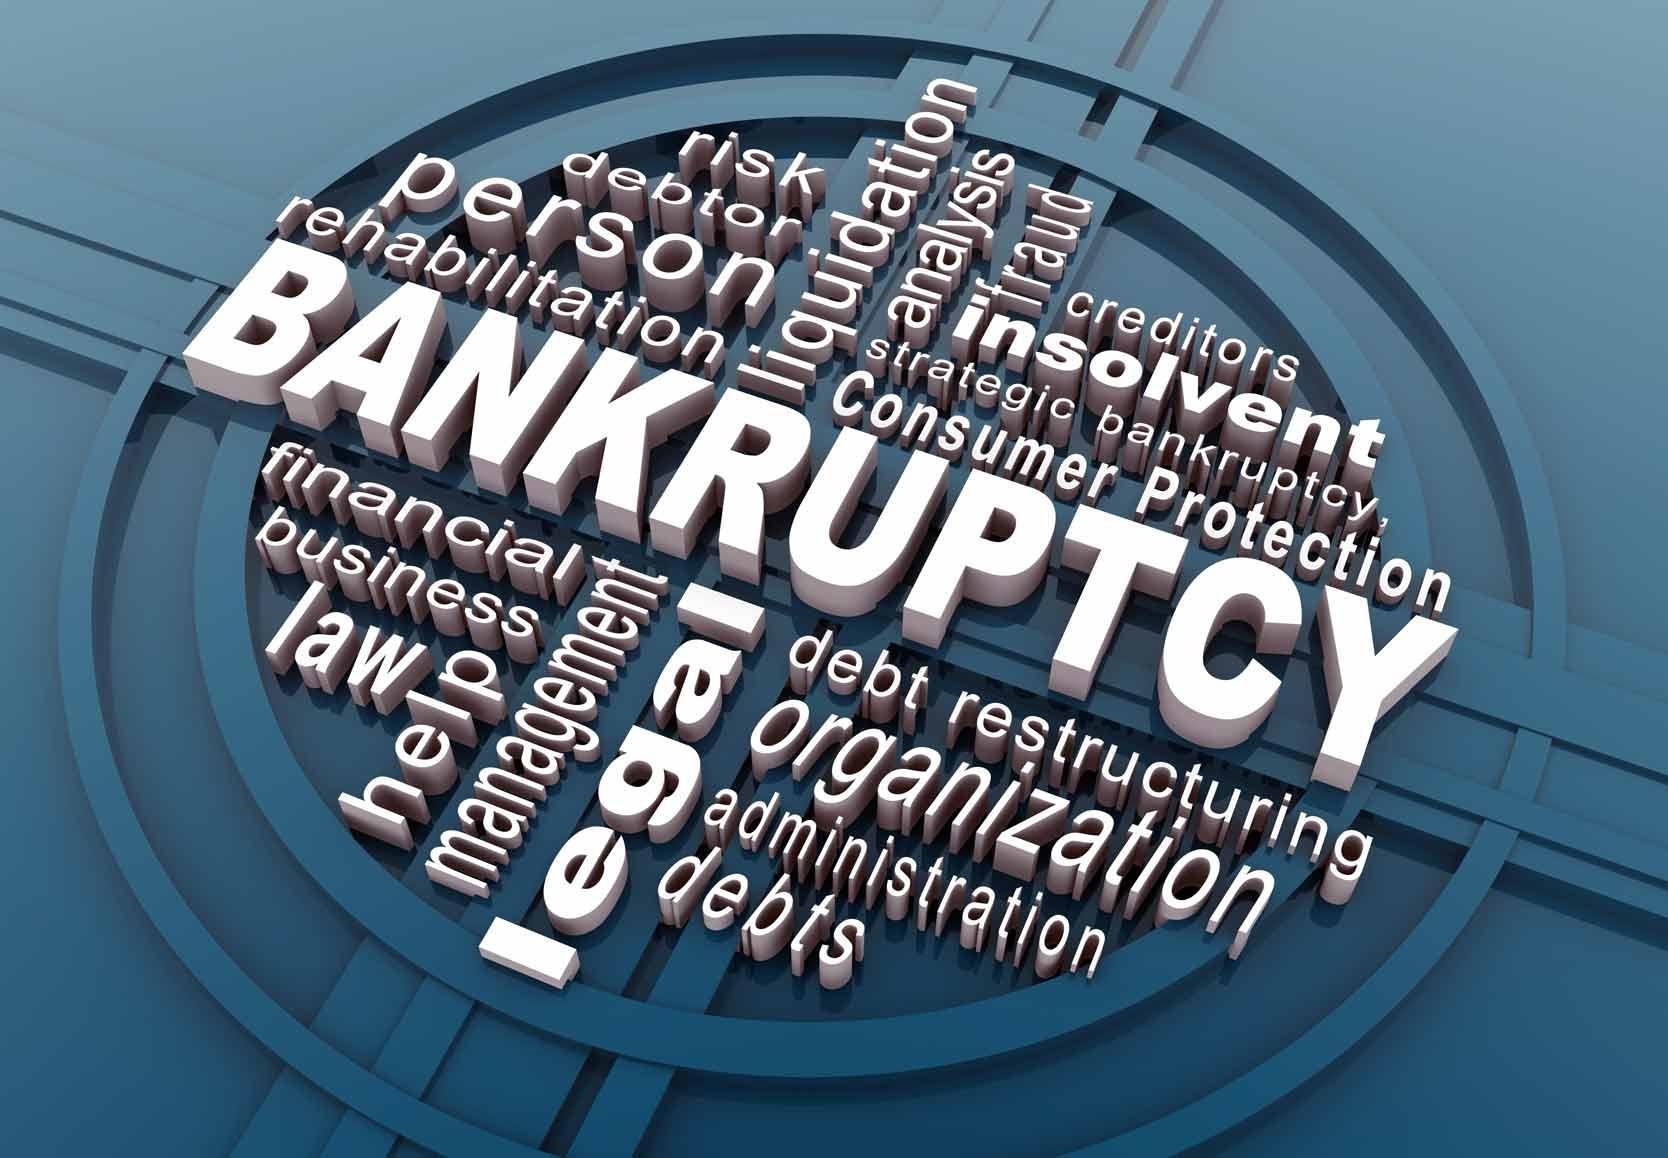 risk
debtor
person
rehabilitation
liquidation
analysis
fraud
if
creditors
insolvent
strategic bankruptcy,
Consumer Protection
BANKRUPTCY
financial
business
law
help
management
legal
debt restructuring
organization
administration
debts